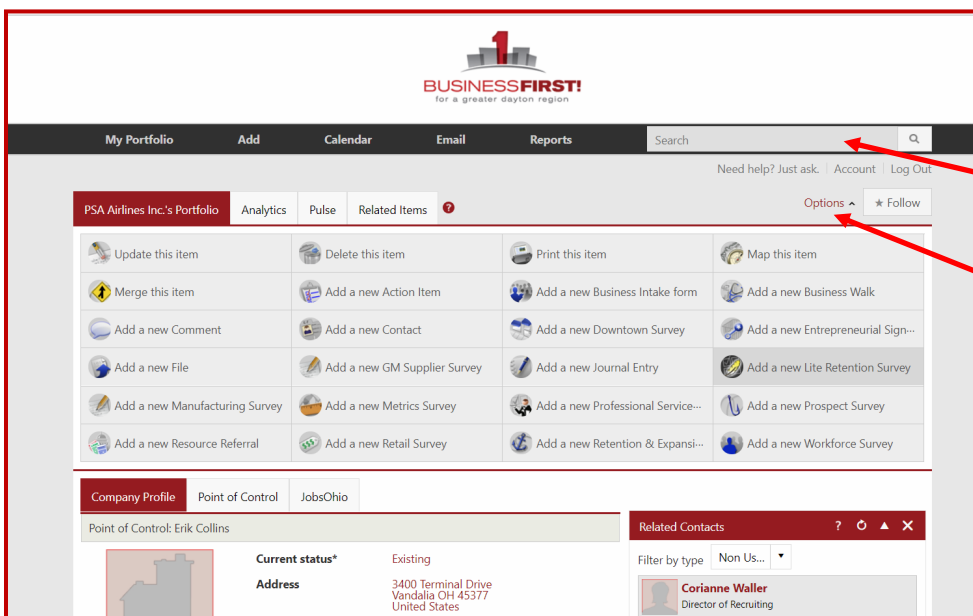 1
BUSINESSFIRST!
for a greater dayton region
My Portfolio Add Calendar Email Reports Search
Need help? Just ask. Account Log Out
PSA Airlines Inc.'s Portfolio Analytics Pulse Related Items ? Options ★ Follow
Update this item Delete this item Print this item Map this item
Merge this item Add a new Action Item Add a new Business Intake form Add a new Business Walk
Add a new Comment Add a new Contact Add a new Downtown Survey Add a new Entrepreneurial Sign...
Add a new File Add a new GM Supplier Survey Add a new Journal Entry Add a new Lite Retention Survey
Add a new Manufacturing Survey Add a new Metrics Survey Add a new Professional Service... Add a new Prospect Survey
Add a new Resource Referral Add a new Retail Survey Add a new Retention & Expansi... Add a new Workforce Survey
Company Profile Point of Control JobsOhio
Point of Control: Erik Collins
Related Contacts ?
Current status* Existing
Filter by type Non Us...
Address 3400 Terminal Drive
Vandalia OH 45377
United States
Corianne Waller
Director of Recruiting